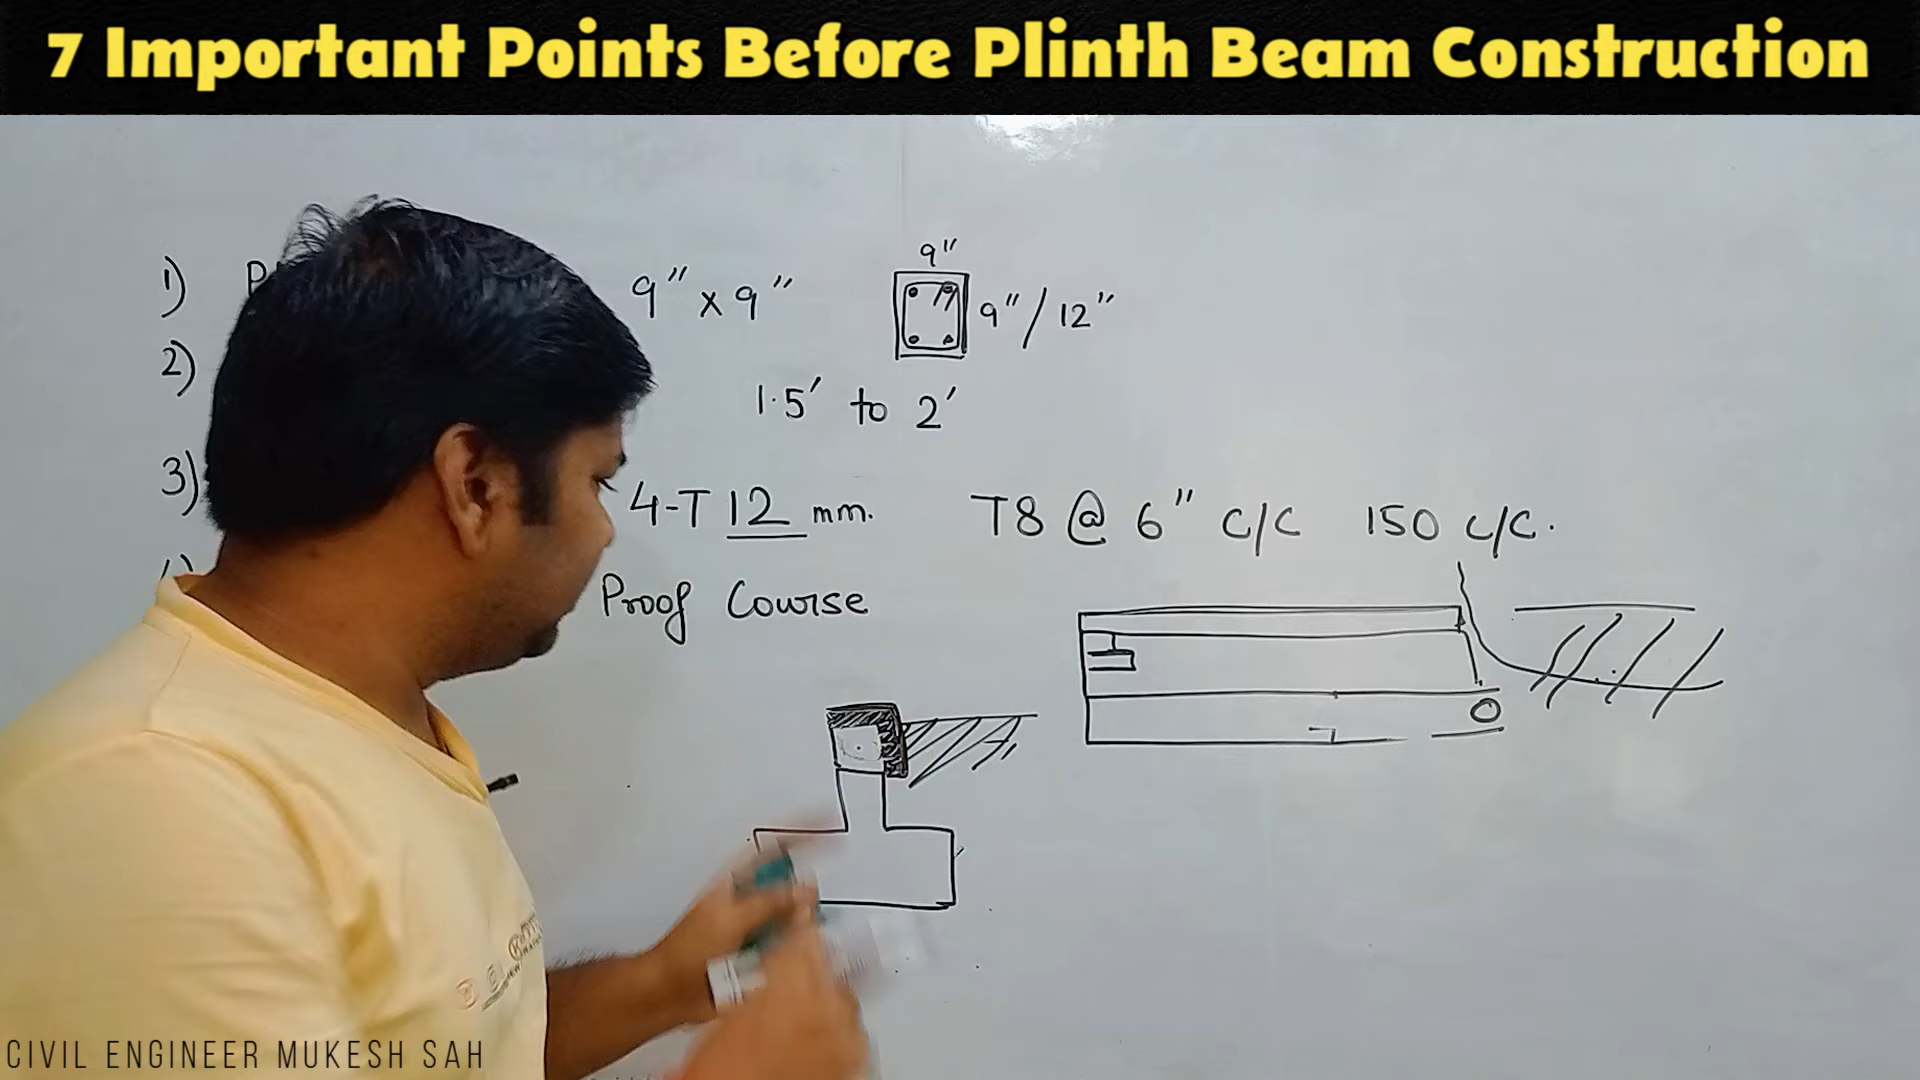 7 Important Points Before Plinth Beam Construction
9"
1) 9" x 9" 9"/12"
2) 1.5' to 2'
3) 4-T 12 mm. T8 @ 6" c/c 150 c/c.
Proof Course
CIVIL ENGINEER MUKESH SAH